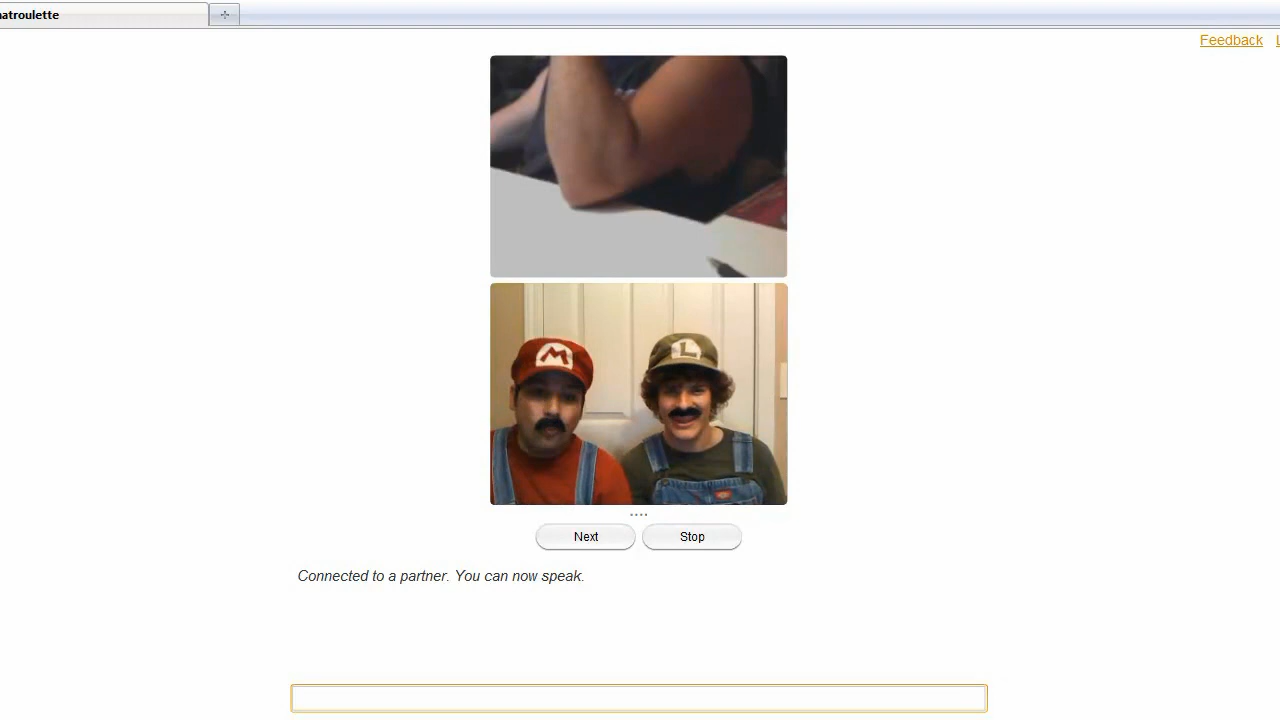 atroulette
Feedback
M
L
Next
Stop
Connected to a partner. You can now speak.